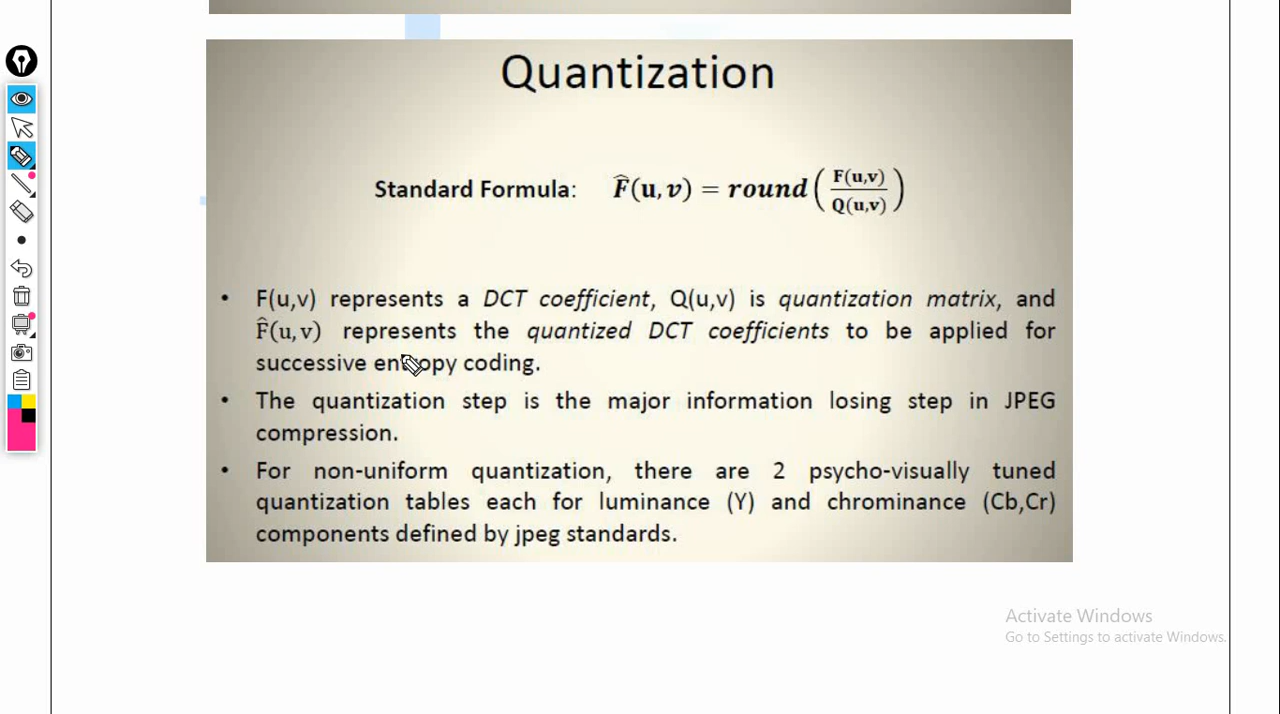 Quantization
Standard Formula: F̂(u, v) = round (F(u,v) / Q(u,v))
• F(u,v) represents a DCT coefficient, Q(u,v) is quantization matrix, and
F̂(u, v) represents the quantized DCT coefficients to be applied for
successive entropy coding.
• The quantization step is the major information losing step in JPEG
compression.
• For non-uniform quantization, there are 2 psycho-visually tuned
quantization tables each for luminance (Y) and chrominance (Cb,Cr)
components defined by jpeg standards.
Activate Windows
Go to Settings to activate Windows.